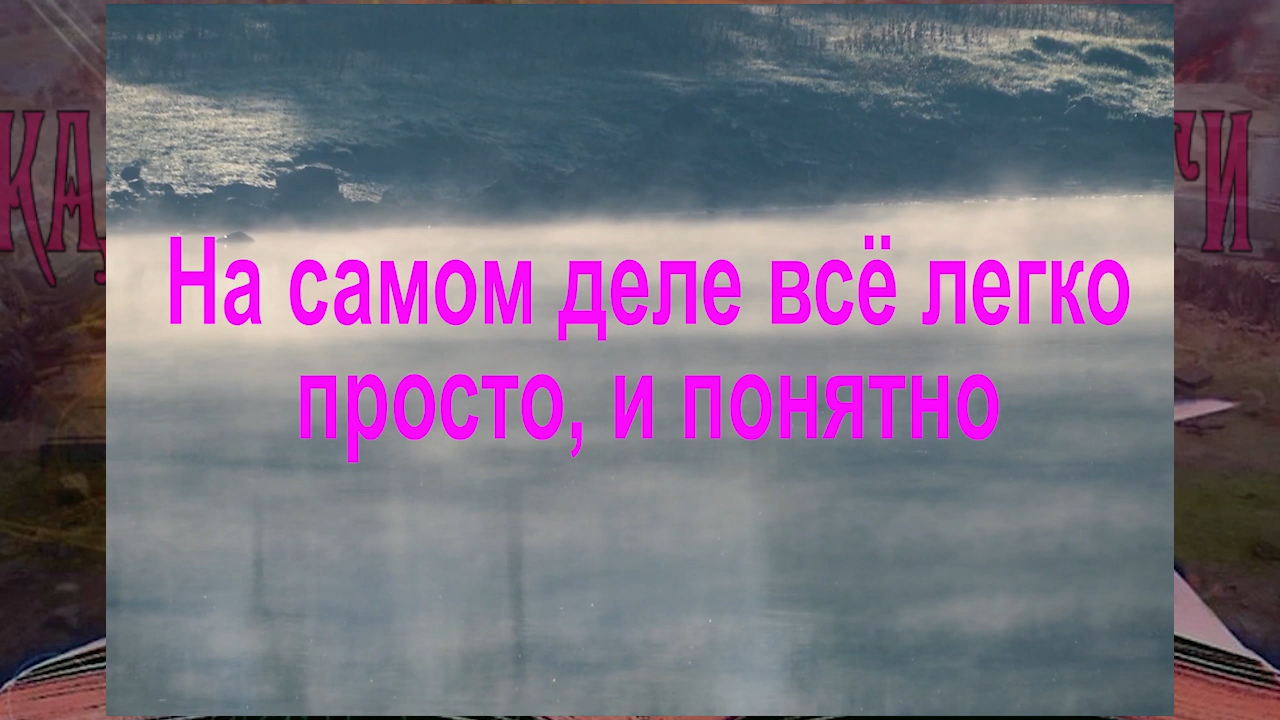 На самом деле всё легко
просто, и понятно